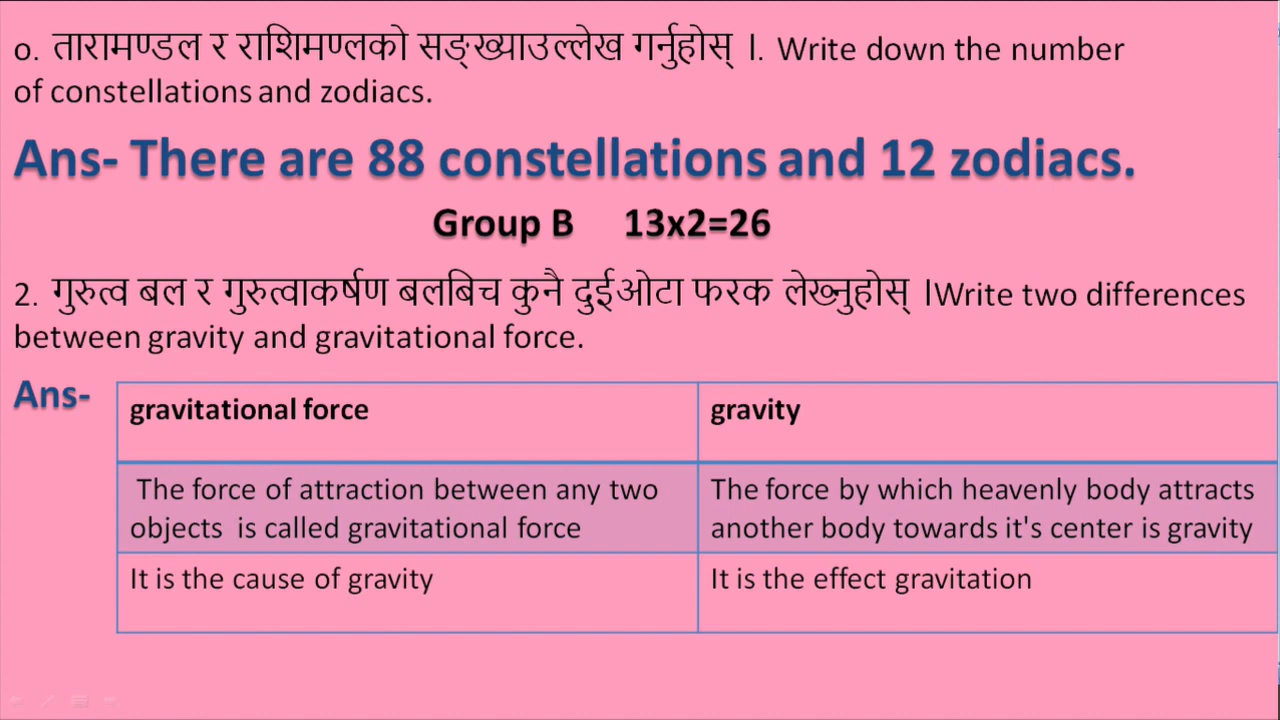 o. तारामण्डल र राशिमण्लको सङ्ख्याउल्लेख गर्नुहोस् ।. Write down the number
of constellations and zodiacs.
Ans- There are 88 constellations and 12 zodiacs.
Group B 13x2=26
2. गुरुत्व बल र गुरुत्वाकर्षण बलबिच कुनै दुईओटा फरक लेख्नुहोस् ।Write two differences
between gravity and gravitational force.
Ans-
gravitational force gravity
The force of attraction between any two The force by which heavenly body attracts
objects is called gravitational force another body towards it's center is gravity
It is the cause of gravity It is the effect gravitation